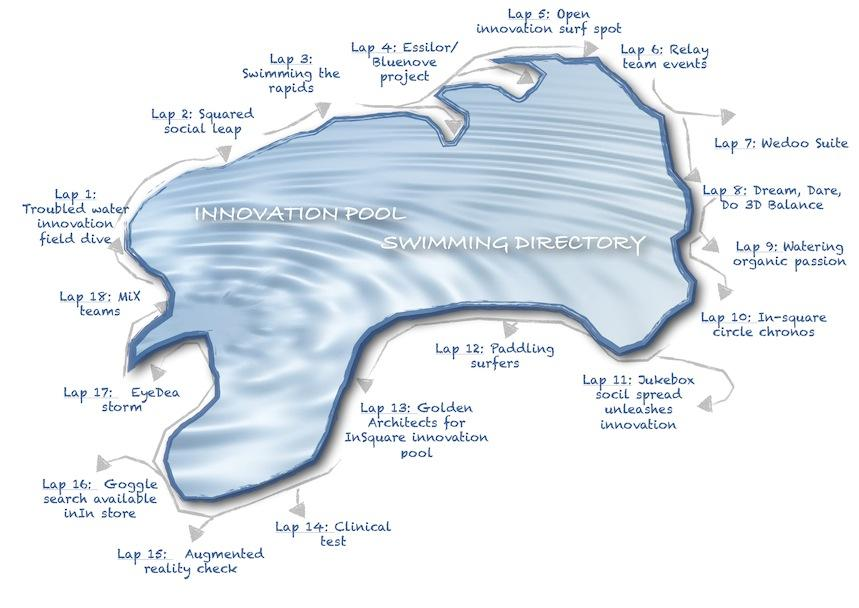 Lap 5: Open
innovation surf spot
Lap 4: Essilor/
Bluenove
project
Lap 6: Relay
team events
Lap 3:
Swimming the
rapids
Lap 2: Squared
social leap
Lap 7: Wedoo Suite
Lap 1:
Troubled water
innovation
field dive
INNOVATION POOL
SWIMMING DIRECTORY
Lap 8: Dream, Dare,
Do 3D Balance
Lap 9: Watering
organic passion
Lap 18: MiX
teams
Lap 10: In-square
circle chronos
Lap 12: Paddling
surfers
Lap 17: EyeDea
storm
Lap 11: Jukebox
socil spread
unleashes
innovation
Lap 13: Golden
Architects for
InSquare innovation
pool
Lap 16: Goggle
search available
inIn store
Lap 14: Clinical
test
Lap 15: Augmented
reality check